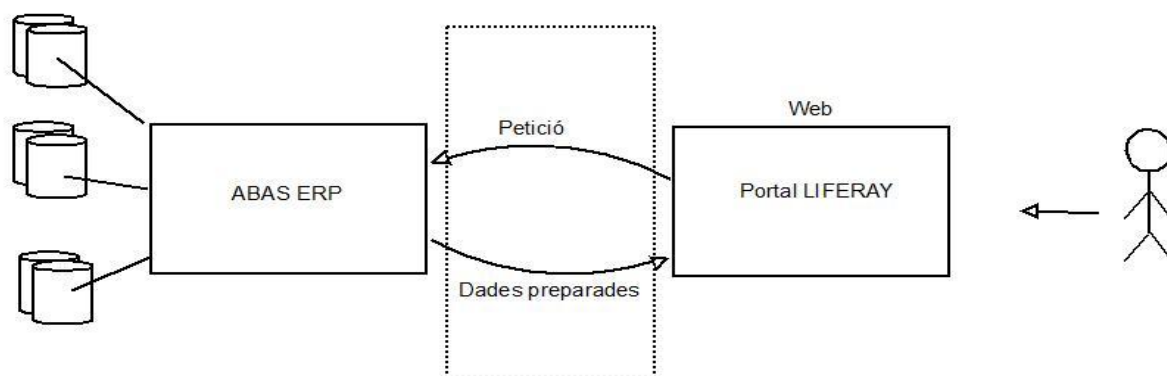 Web
Petició
ABAS ERP
Portal LIFERAY
Dades preparades